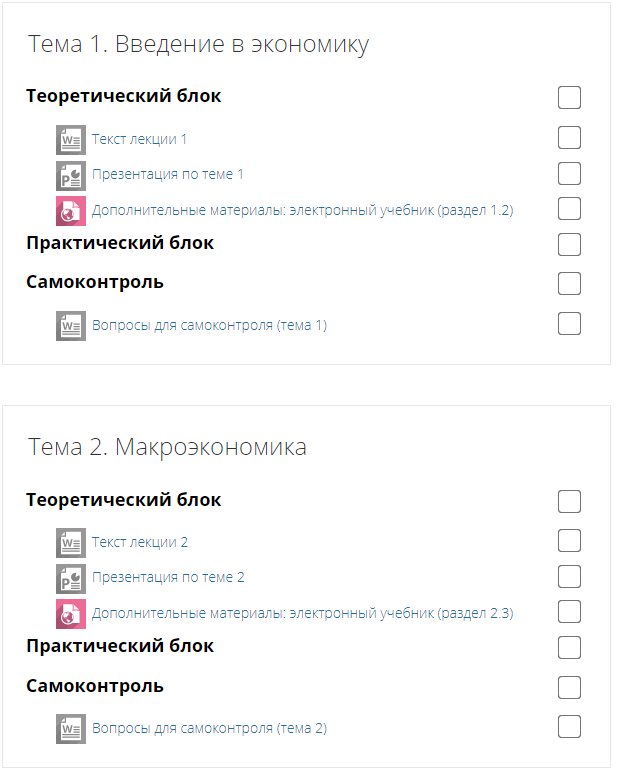 Тема 1. Введение в экономику
Теоретический блок
Текст лекции 1
Презентация по теме 1
Дополнительные материалы: электронный учебник (раздел 1.2)
Практический блок
Самоконтроль
Вопросы для самоконтроля (тема 1)
Тема 2. Макроэкономика
Теоретический блок
Текст лекции 2
Презентация по теме 2
Дополнительные материалы: электронный учебник (раздел 2.3)
Практический блок
Самоконтроль
Вопросы для самоконтроля (тема 2)